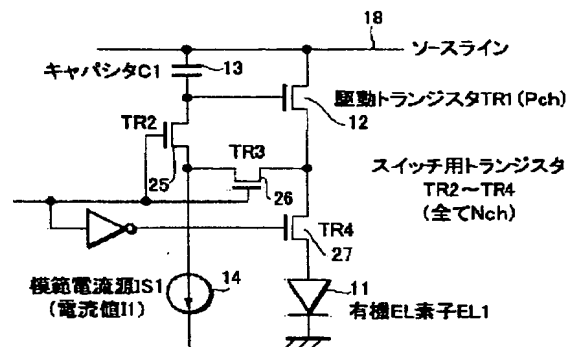 18
ソースライン
キャパシタC1
13
駆動トランジスタTR1(Pch)
12
TR2
25
TR3
26
スイッチ用トランジスタ
TR2~TR4
(全てNch)
TR4
27
模範電流源IS1
(電流値I1)
14
11
有機EL素子EL1